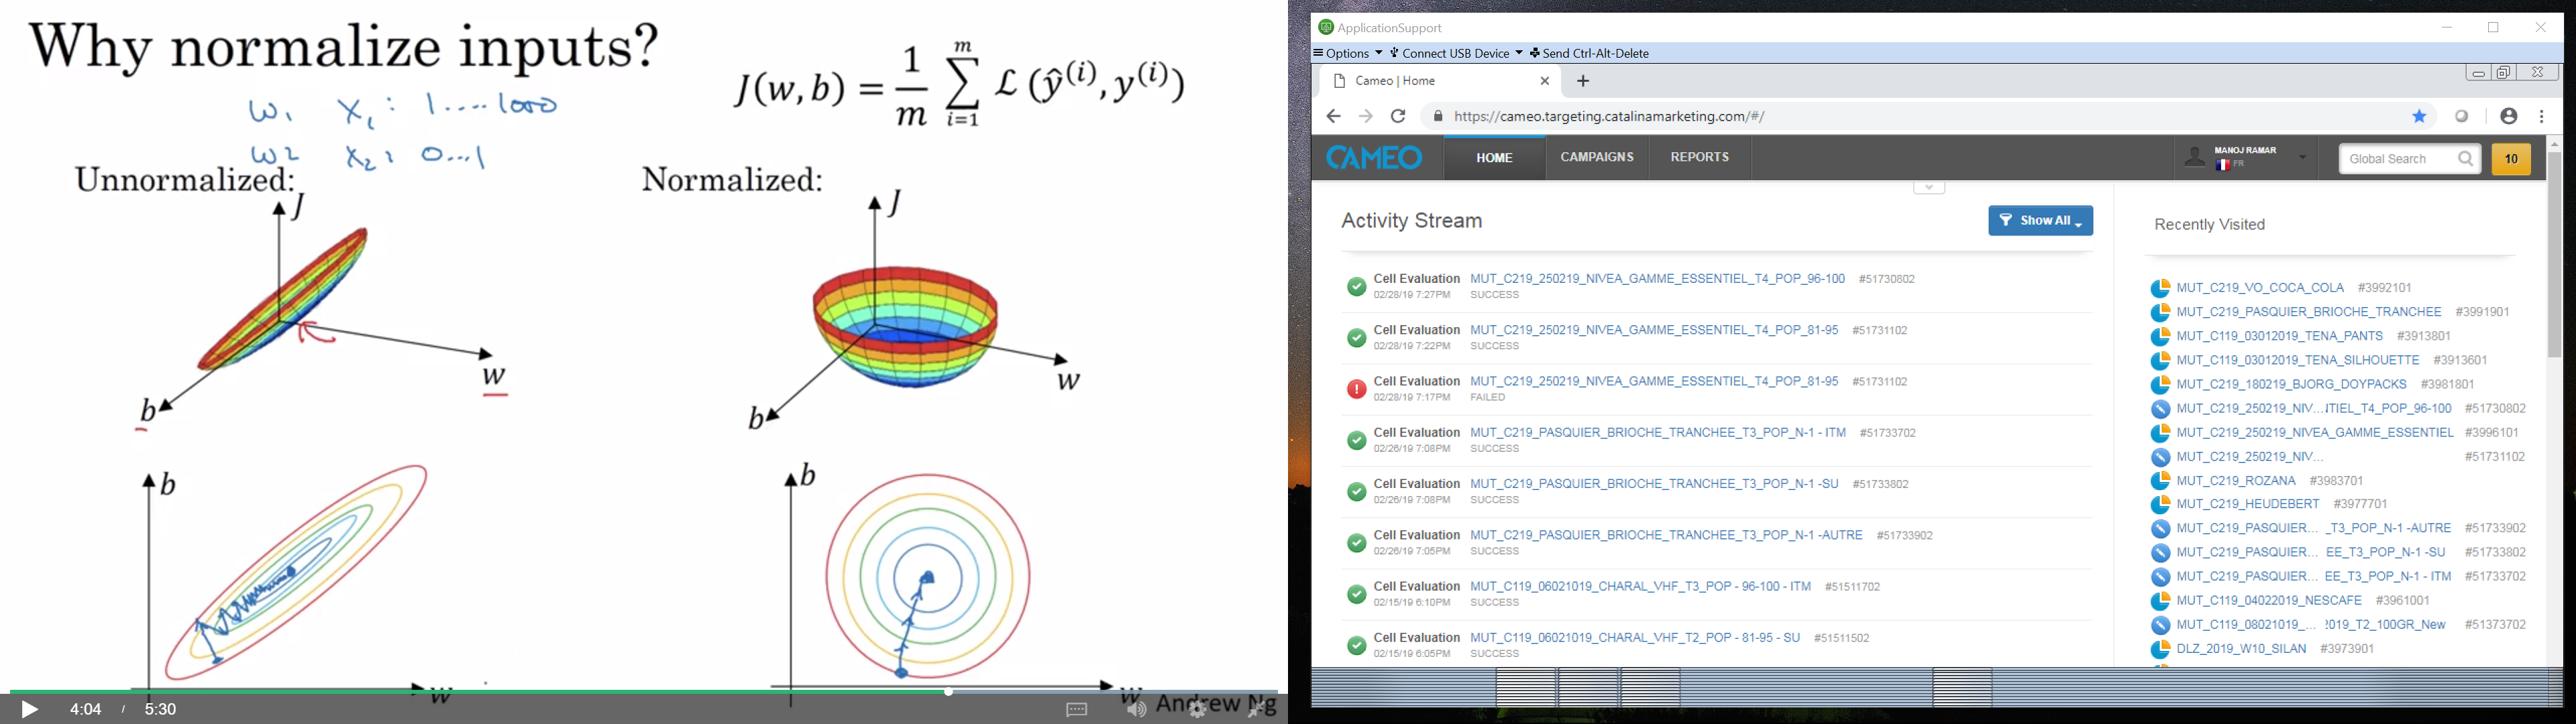 Why normalize inputs?
J(w, b) = 1/m m∑i=1 ℒ (ŷ(i), y(i))
w1 x1 : 1 .... 1000
w2 x2 : 0...1
Unnormalized:
Normalized:
J
J
w
w
b
b
b
b
w
w
Andrew Ng
4:04 / 5:30
ApplicationSupport
Options Connect USB Device Send Ctrl-Alt-Delete
Cameo | Home
https://cameo.targeting.catalinamarketing.com/#/
CAMEO HOME CAMPAIGNS REPORTS MANOJ RAMAR FR Global Search 10
Activity Stream
Show All
Cell Evaluation MUT_C219_250219_NIVEA_GAMME_ESSENTIEL_T4_POP_96-100 #51730802
02/28/19 7:27PM SUCCESS
Cell Evaluation MUT_C219_250219_NIVEA_GAMME_ESSENTIEL_T4_POP_81-95 #51731102
02/28/19 7:22PM SUCCESS
Cell Evaluation MUT_C219_250219_NIVEA_GAMME_ESSENTIEL_T4_POP_81-95 #51731102
02/28/19 7:17PM FAILED
Cell Evaluation MUT_C219_PASQUIER_BRIOCHE_TRANCHEE_T3_POP_N-1 - ITM #51733702
02/26/19 7:08PM SUCCESS
Cell Evaluation MUT_C219_PASQUIER_BRIOCHE_TRANCHEE_T3_POP_N-1 -SU #51733802
02/26/19 7:08PM SUCCESS
Cell Evaluation MUT_C219_PASQUIER_BRIOCHE_TRANCHEE_T3_POP_N-1 -AUTRE #51733902
02/26/19 7:05PM SUCCESS
Cell Evaluation MUT_C119_06021019_CHARAL_VHF_T3_POP - 96-100 - ITM #51511702
02/15/19 6:10PM SUCCESS
Cell Evaluation MUT_C119_06021019_CHARAL_VHF_T2_POP - 81-95 - SU #51511502
02/15/19 6:05PM SUCCESS
Recently Visited
MUT_C219_VO_COCA_COLA #3992101
MUT_C219_PASQUIER_BRIOCHE_TRANCHEE #3991901
MUT_C119_03012019_TENA_PANTS #3913801
MUT_C119_03012019_TENA_SILHOUETTE #3913601
MUT_C219_180219_BJORG_DOYPACKS #3981801
MUT_C219_250219_NIV... ITIEL_T4_POP_96-100 #51730802
MUT_C219_250219_NIVEA_GAMME_ESSENTIEL #3996101
MUT_C219_250219_NIV... #51731102
MUT_C219_ROZANA #3983701
MUT_C219_HEUDEBERT #3977701
MUT_C219_PASQUIER... _T3_POP_N-1 -AUTRE #51733902
MUT_C219_PASQUIER... EE_T3_POP_N-1 -SU #51733802
MUT_C219_PASQUIER... EE_T3_POP_N-1 - ITM #51733702
MUT_C119_04022019_NESCAFE #3961001
MUT_C119_08021019_... !019_T2_100GR_New #51373702
DLZ_2019_W10_SILAN #3973901